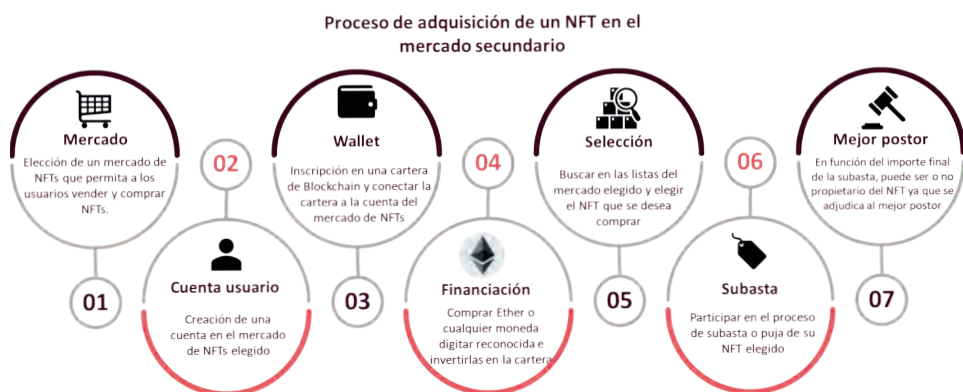 Proceso de adquisición de un NFT en el
mercado secundario
Mercado
Elección de un mercado de
NFTs que permita a los
usuarios vender y comprar
NFTs.
01
02
Cuenta usuario
Creación de una
cuenta en el mercado
de NFTs elegido
Wallet
Inscripción en una cartera
de Blockchain y conectar la
cartera a la cuenta del
mercado de NFTs
03
04
Financiación
Comprar Ether o
cualquier moneda
digitar reconocida e
invertirlas en la cartera
Selección
Buscar en las listas del
mercado elegido y elegir
el NFT que se desea
comprar
05
06
Subasta
Participar en el proceso
de subasta o puja de su
NFT elegido
Mejor postor
En función del importe final
de la subasta, puede ser o no
propietario del NFT ya que se
adjudica al mejor postor
07